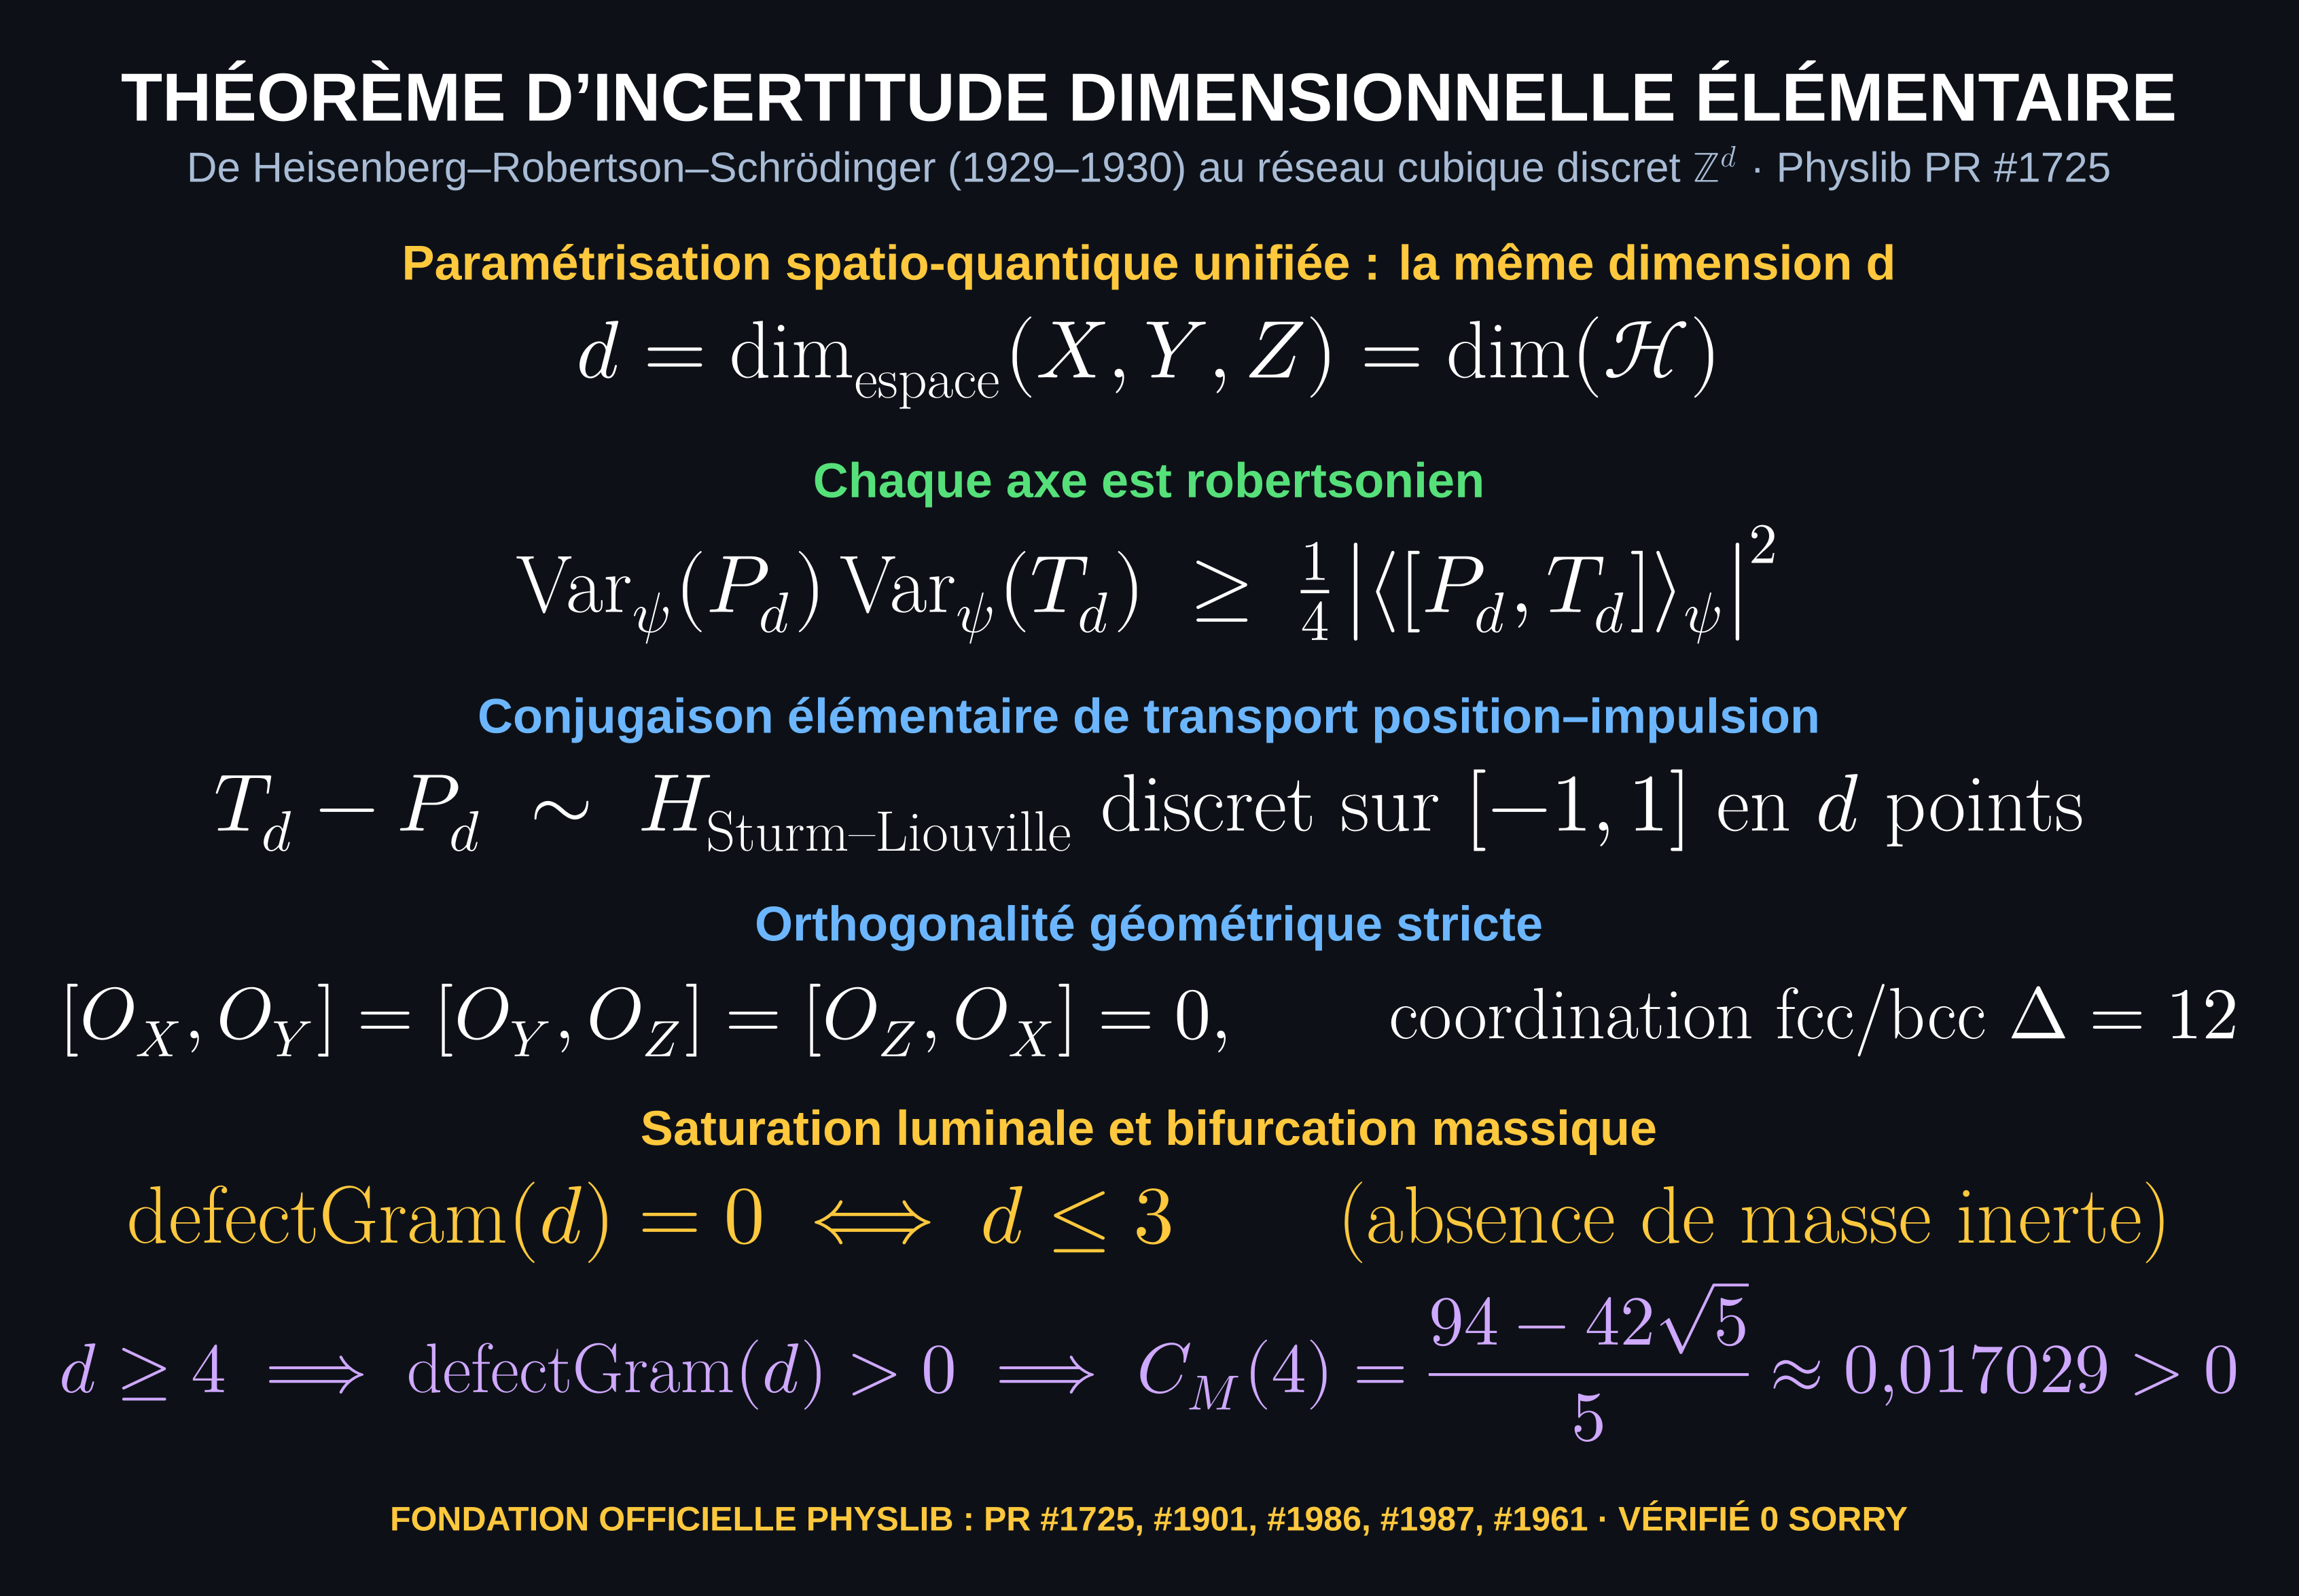 THÉORÈME D’INCERTITUDE DIMENSIONNELLE ÉLÉMENTAIRE
De Heisenberg–Robertson–Schrödinger (1929–1930) au réseau cubique discret ℤ^d · Physlib PR #1725
Paramétrisation spatio-quantique unifiée : la même dimension d
d = dim_espace(X, Y, Z) = dim(ℋ)
Chaque axe est robertsonien
Var_ψ(P_d) Var_ψ(T_d) ≥ 1/4 |⟨[P_d, T_d]⟩_ψ|^2
Conjugaison élémentaire de transport position–impulsion
T_d − P_d ∼ H_Sturm–Liouville discret sur [−1, 1] en d points
Orthogonalité géométrique stricte
[O_X, O_Y] = [O_Y, O_Z] = [O_Z, O_X] = 0, coordination fcc/bcc Δ = 12
Saturation luminale et bifurcation massique
defectGram(d) = 0 ⟺ d ≤ 3 (absence de masse inerte)
d ≥ 4 ⟹ defectGram(d) > 0 ⟹ C_M(4) = (94 − 42√5)/5 ≈ 0,017029 > 0
FONDATION OFFICIELLE PHYSLIB : PR #1725, #1901, #1986, #1987, #1961 · VÉRIFIÉ 0 SORRY